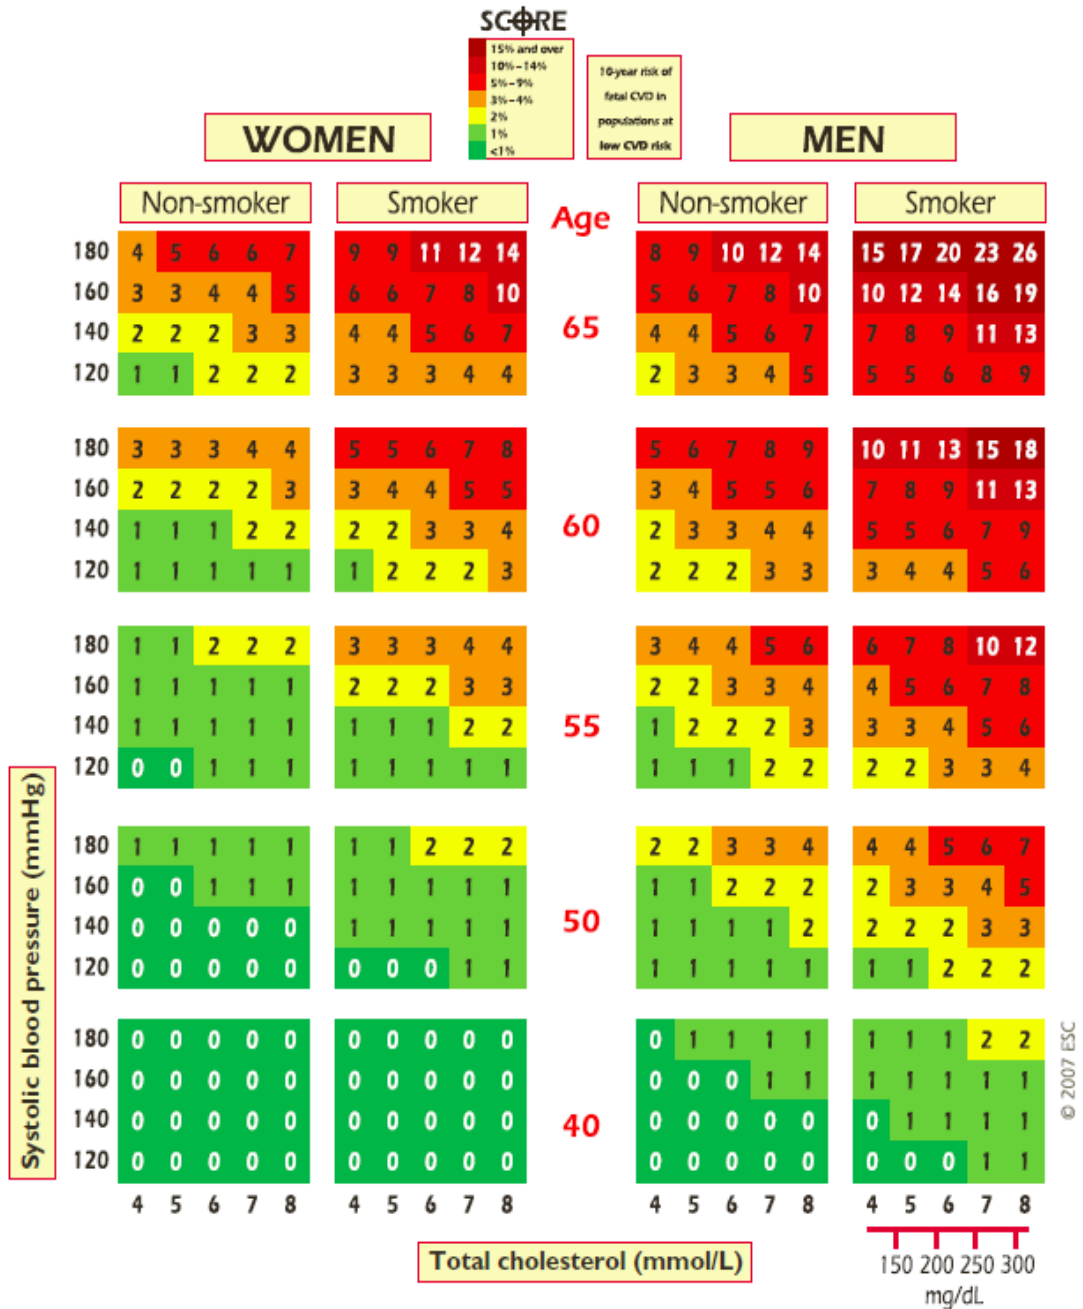 SCORE
15% and over
10%–14%
5%–9%
3%–4%
2%
1%
<1%
10-year risk of
fatal CVD in
populations at
low CVD risk
WOMEN
MEN
Non-smoker Smoker Age Non-smoker Smoker
180 4 5 6 6 7 9 9 11 12 14 8 9 10 12 14 15 17 20 23 26
160 3 3 4 4 5 6 6 7 8 10 5 6 7 8 10 10 12 14 16 19
65
140 2 2 2 3 3 4 4 5 6 7 4 4 5 6 7 7 8 9 11 13
120 1 1 2 2 2 3 3 3 4 4 2 3 3 4 5 5 5 6 8 9
180 3 3 3 4 4 5 5 6 7 8 5 6 7 8 9 10 11 13 15 18
160 2 2 2 2 3 3 4 4 5 5 3 4 5 5 6 7 8 9 11 13
60
140 1 1 1 2 2 2 2 3 3 4 2 3 3 4 4 5 5 6 7 9
120 1 1 1 1 1 1 2 2 2 3 2 2 2 3 3 3 4 4 5 6
180 1 1 2 2 2 3 3 3 4 4 3 4 4 5 6 6 7 8 10 12
160 1 1 1 1 1 2 2 2 3 3 2 2 3 3 4 4 5 6 7 8
55
140 1 1 1 1 1 1 1 1 2 2 1 2 2 2 3 3 3 4 5 6
120 0 0 1 1 1 1 1 1 1 1 1 1 1 2 2 2 2 3 3 4
180 1 1 1 1 1 1 1 2 2 2 2 2 3 3 4 4 4 5 6 7
160 0 0 1 1 1 1 1 1 1 1 1 1 2 2 2 2 3 3 4 5
50
140 0 0 0 0 0 1 1 1 1 1 1 1 1 1 2 2 2 2 3 3
120 0 0 0 0 0 0 0 0 1 1 1 1 1 1 1 1 1 2 2 2
180 0 0 0 0 0 0 0 0 0 0 0 1 1 1 1 1 1 1 2 2
160 0 0 0 0 0 0 0 0 0 0 0 0 0 1 1 1 1 1 1 1
40
140 0 0 0 0 0 0 0 0 0 0 0 0 0 0 0 0 1 1 1 1
120 0 0 0 0 0 0 0 0 0 0 0 0 0 0 0 0 0 0 1 1
4 5 6 7 8 4 5 6 7 8 4 5 6 7 8 4 5 6 7 8
Systolic blood pressure (mmHg)
Total cholesterol (mmol/L)
150 200 250 300
mg/dL
© 2007 ESC